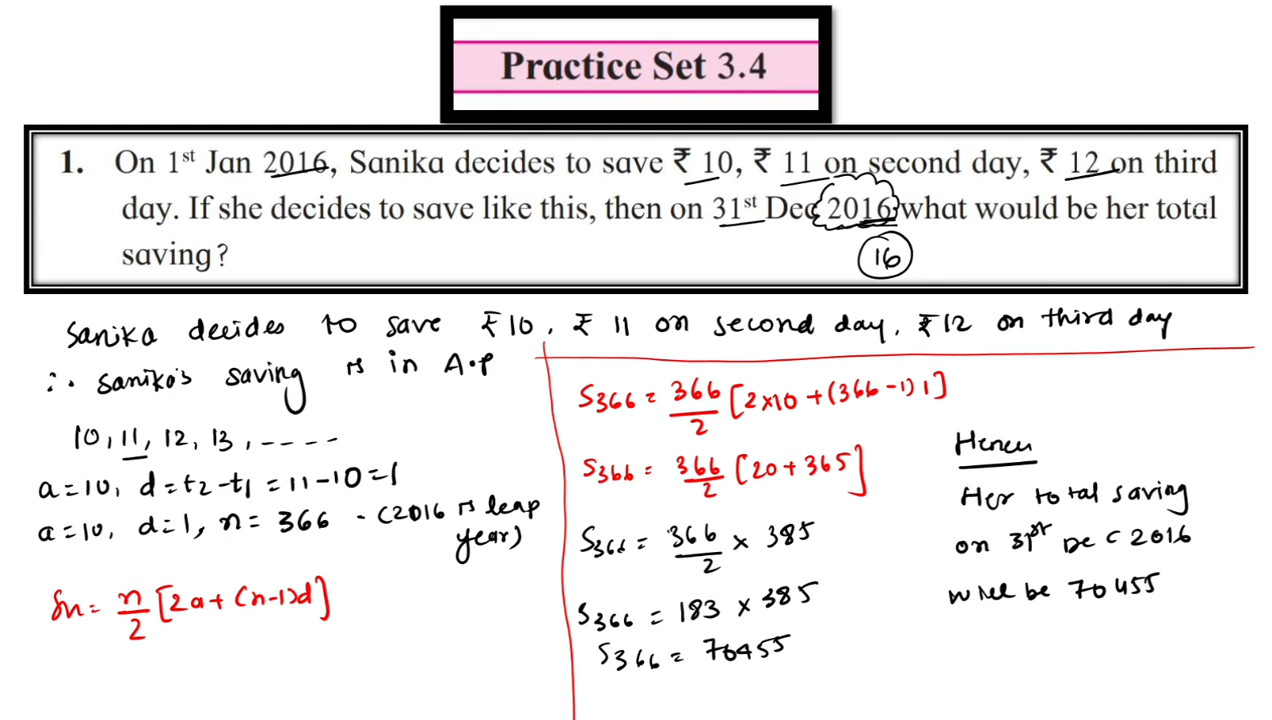 Practice Set 3.4
1. On 1st Jan 2016, Sanika decides to save ₹ 10, ₹ 11 on second day, ₹ 12 on third
day. If she decides to save like this, then on 31st Dec 2016 what would be her total
saving?
16
Sanika decides to save ₹10, ₹ 11 on second day, ₹12 on third day
∴ Sanika's saving is in A.P
10, 11, 12, 13, ----
a=10, d=t2-t1=11-10=1
a=10, d=1, n=366 - (2016 is leap
year)
Sn= n/2 [2a+(n-1)d]
S366 = 366/2 [2×10+(366-1)1]
S366 = 366/2 [20+365]
S366 = 366/2 × 385
S366 = 183 × 385
S366 = 70455
Hence
Her total saving
on 31st Dec 2016
will be 70455